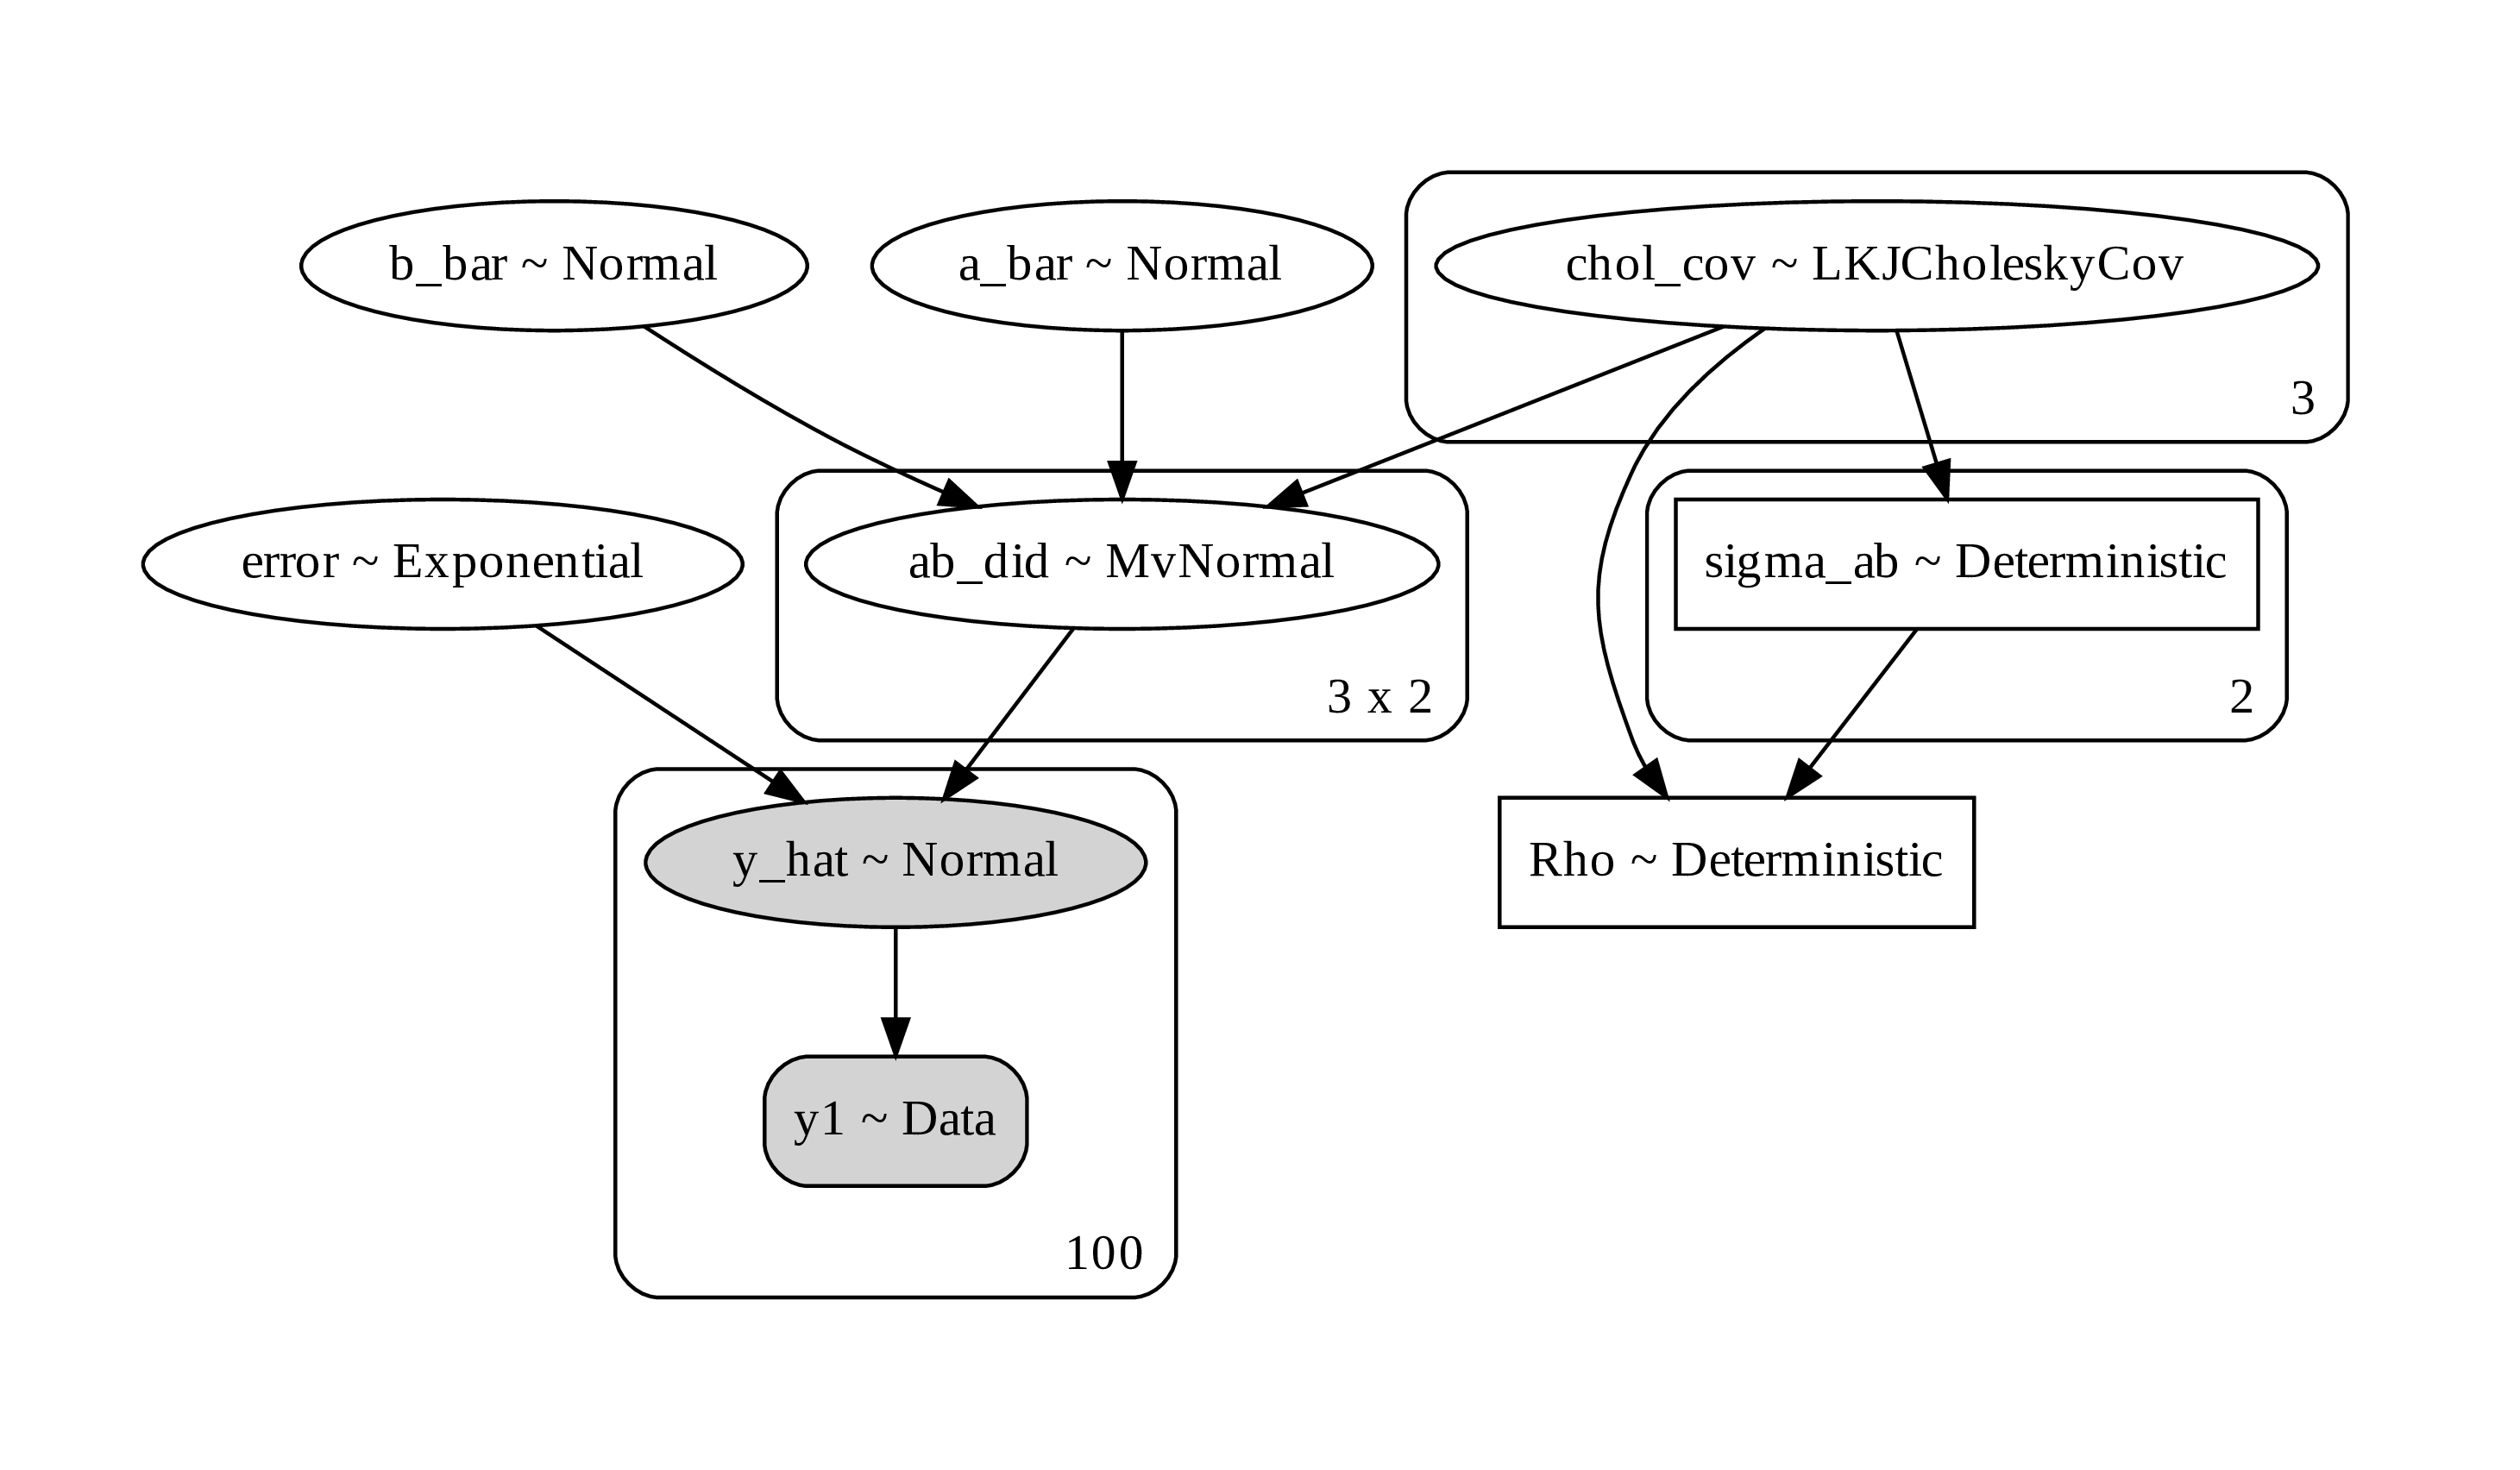 b_bar ~ Normal
a_bar ~ Normal
chol_cov ~ LKJCholeskyCov
3
error ~ Exponential
ab_did ~ MvNormal
3 x 2
sigma_ab ~ Deterministic
2
y_hat ~ Normal
Rho ~ Deterministic
y1 ~ Data
100